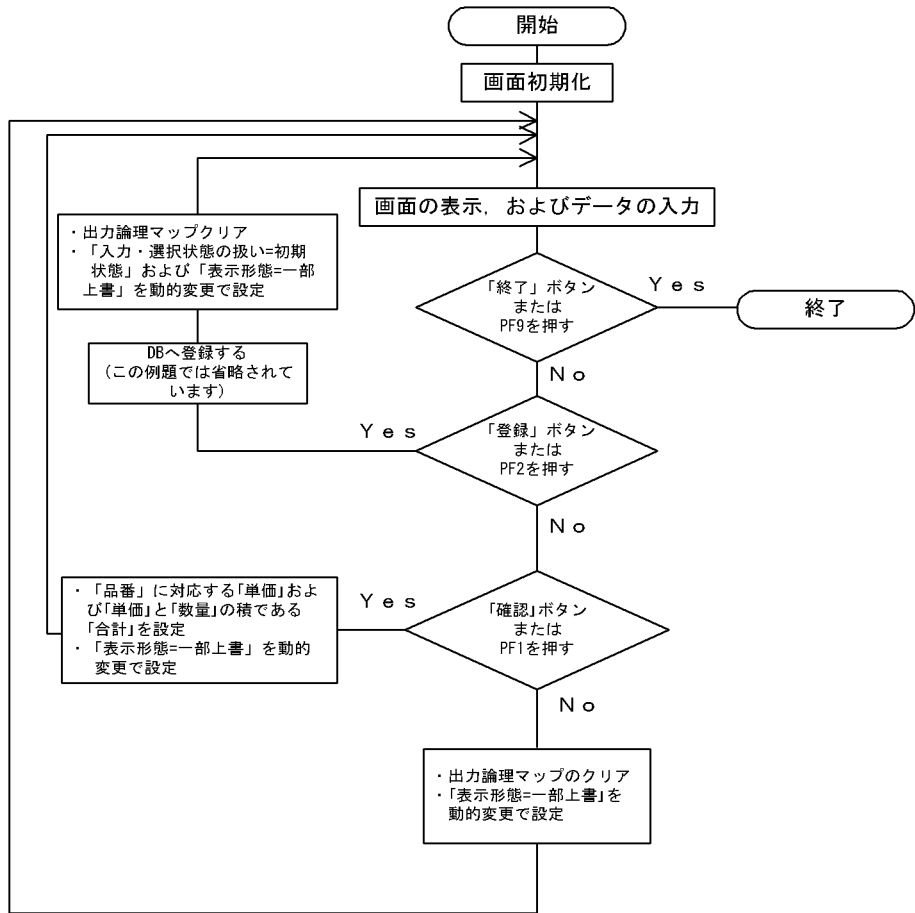 開始
画面初期化
画面の表示，およびデータの入力
・出力論理マップクリア
・「入力・選択状態の扱い=初期
状態」および「表示形態=一部
上書」を動的変更で設定
「終了」ボタン
または
PF9を押す
Yes
終了
No
DBへ登録する
(この例題では省略されて
います)
Yes
「登録」ボタン
または
PF2を押す
No
・「品番」に対応する「単価」およ
び「単価」と「数量」の積である
「合計」を設定
・「表示形態=一部上書」を動的
変更で設定
Yes
「確認」ボタン
または
PF1を押す
No
・出力論理マップのクリア
・「表示形態=一部上書」を
動的変更で設定